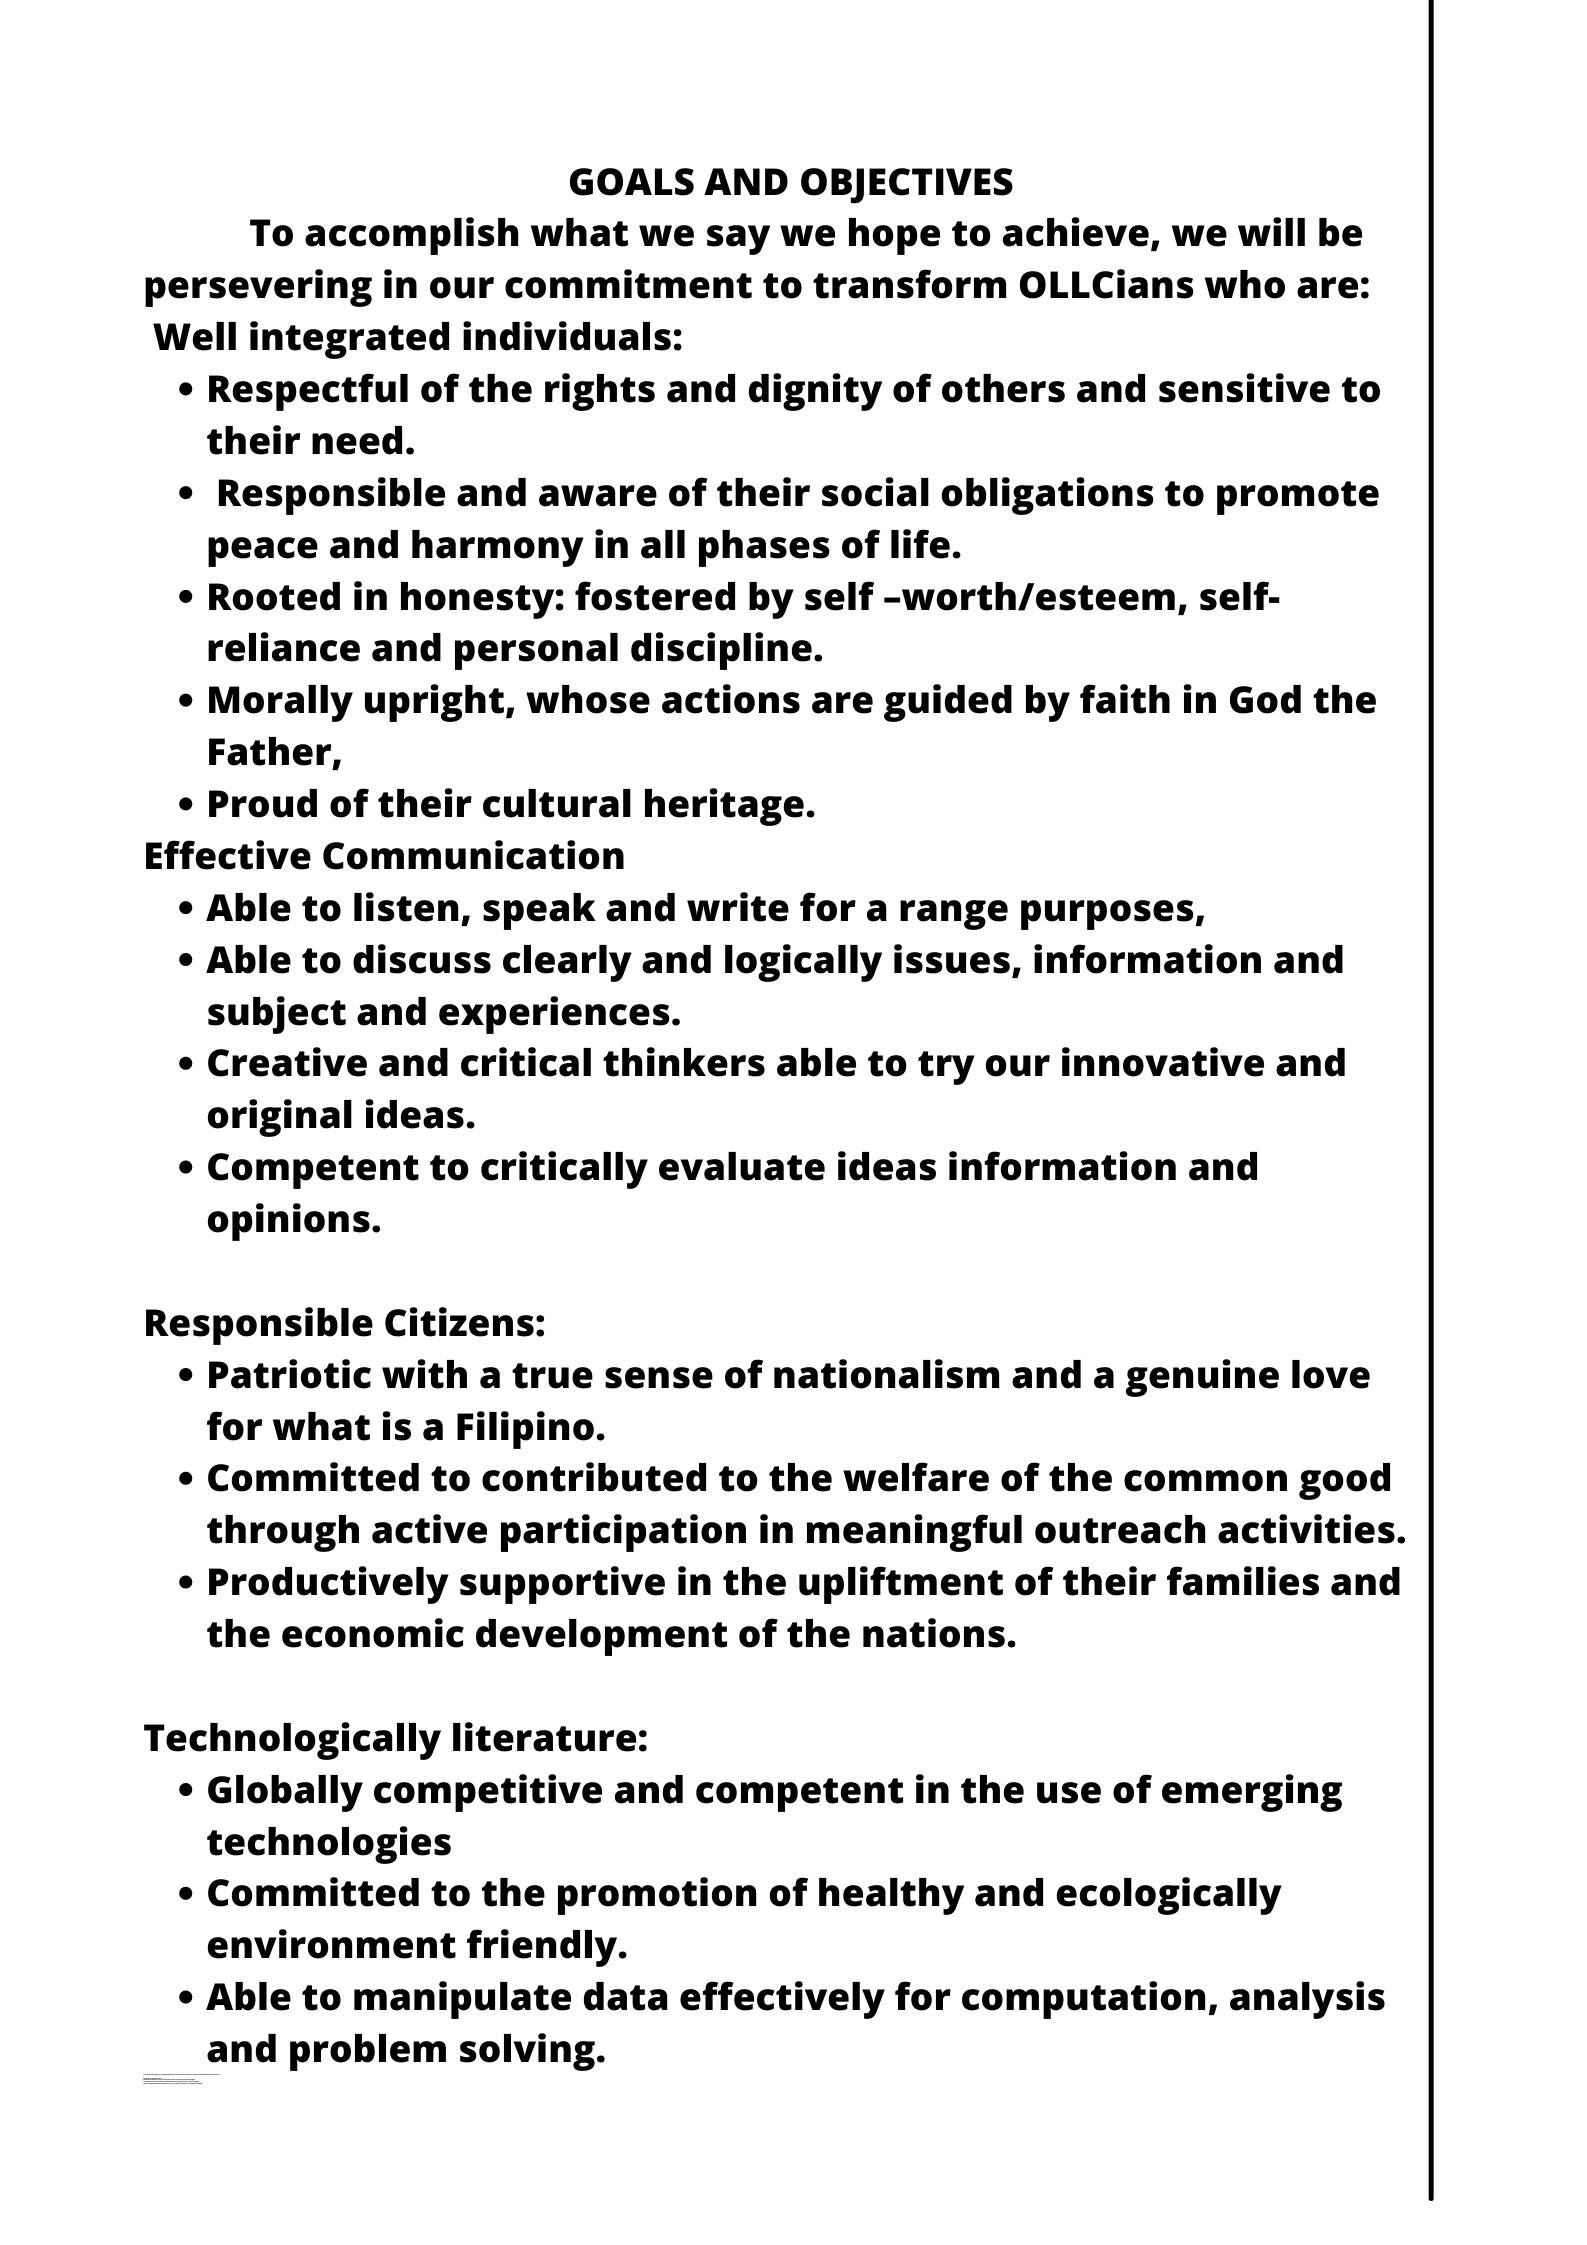 GOALS AND OBJECTIVES
To accomplish what we say we hope to achieve, we will be
persevering in our commitment to transform OLLCians who are:
Well integrated individuals:
• Respectful of the rights and dignity of others and sensitive to
their need.
• Responsible and aware of their social obligations to promote
peace and harmony in all phases of life.
• Rooted in honesty: fostered by self –worth/esteem, self-
reliance and personal discipline.
• Morally upright, whose actions are guided by faith in God the
Father,
• Proud of their cultural heritage.
Effective Communication
• Able to listen, speak and write for a range purposes,
• Able to discuss clearly and logically issues, information and
subject and experiences.
• Creative and critical thinkers able to try our innovative and
original ideas.
• Competent to critically evaluate ideas information and
opinions.
Responsible Citizens:
• Patriotic with a true sense of nationalism and a genuine love
for what is a Filipino.
• Committed to contributed to the welfare of the common good
through active participation in meaningful outreach activities.
• Productively supportive in the upliftment of their families and
the economic development of the nations.
Technologically literature:
• Globally competitive and competent in the use of emerging
technologies
• Committed to the promotion of healthy and ecologically
environment friendly.
• Able to manipulate data effectively for computation, analysis
and problem solving.